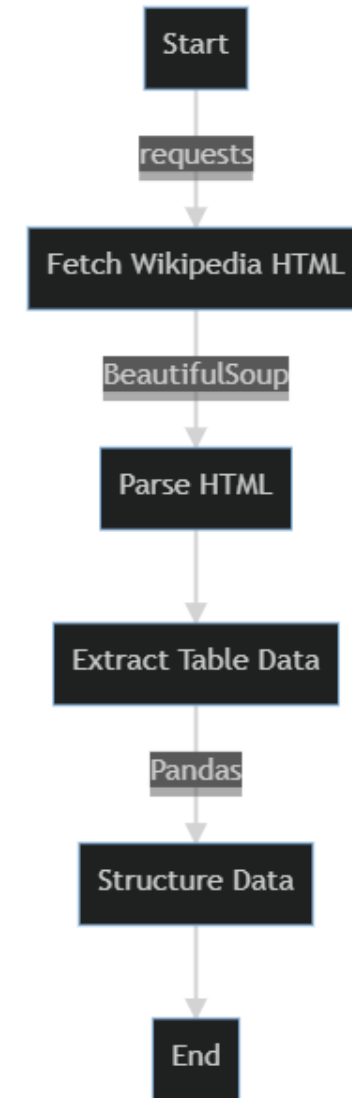 Start
requests
Fetch Wikipedia HTML
BeautifulSoup
Parse HTML
Extract Table Data
Pandas
Structure Data
End